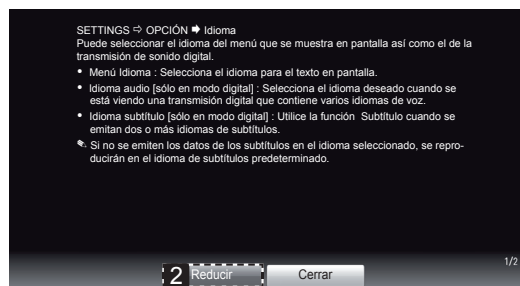 SETTINGS ⇨ OPCIÓN ➡ Idioma
Puede seleccionar el idioma del menú que se muestra en pantalla así como el de la
transmisión de sonido digital.
• Menú Idioma : Selecciona el idioma para el texto en pantalla.
• Idioma audio [sólo en modo digital] : Selecciona el idioma deseado cuando se
está viendo una transmisión digital que contiene varios idiomas de voz.
• Idioma subtítulo [sólo en modo digital] : Utilice la función Subtítulo cuando se
emitan dos o más idiomas de subtítulos.
✎ Si no se emiten los datos de los subtítulos en el idioma seleccionado, se repro-
ducirán en el idioma de subtítulos predeterminado.
1/2
2 Reducir Cerrar